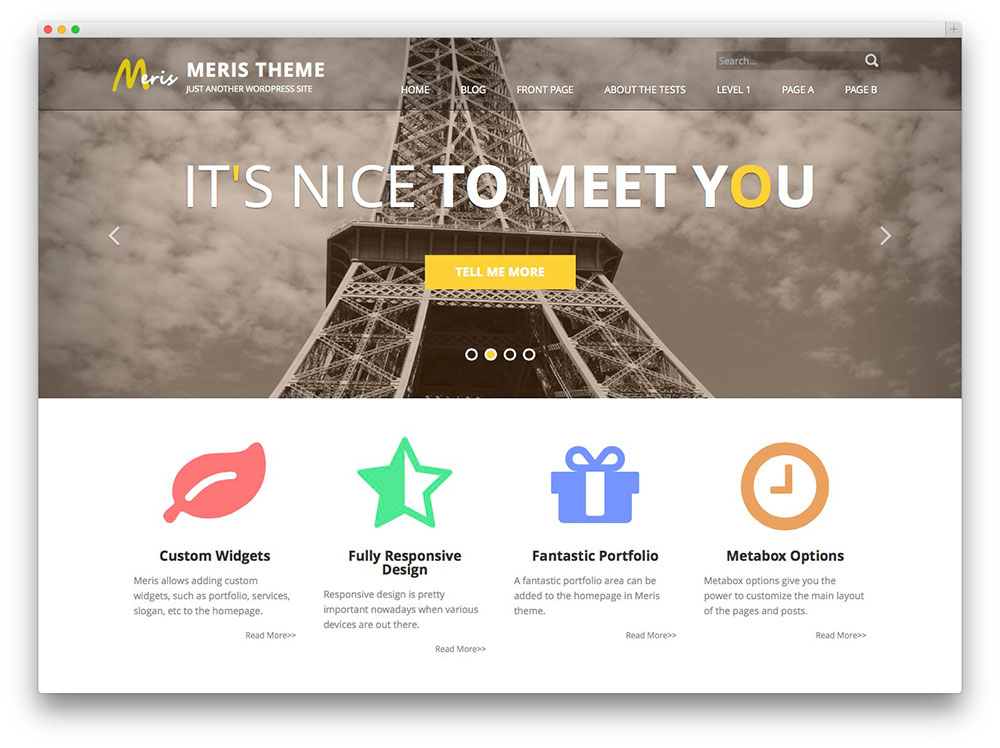 Meris
MERIS THEME
JUST ANOTHER WORDPRESS SITE
Search...
HOME BLOG FRONT PAGE ABOUT THE TESTS LEVEL 1 PAGE A PAGE B
IT'S NICE TO MEET YOU
TELL ME MORE
Custom Widgets
Meris allows adding custom
widgets, such as portfolio, services,
slogan, etc to the homepage.
Read More>>
Fully Responsive
Design
Responsive design is pretty
important nowadays when various
devices are out there.
Read More>>
Fantastic Portfolio
A fantastic portfolio area can be
added to the homepage in Meris
theme.
Read More>>
Metabox Options
Metabox options give you the
power to customize the main layout
of the pages and posts.
Read More>>